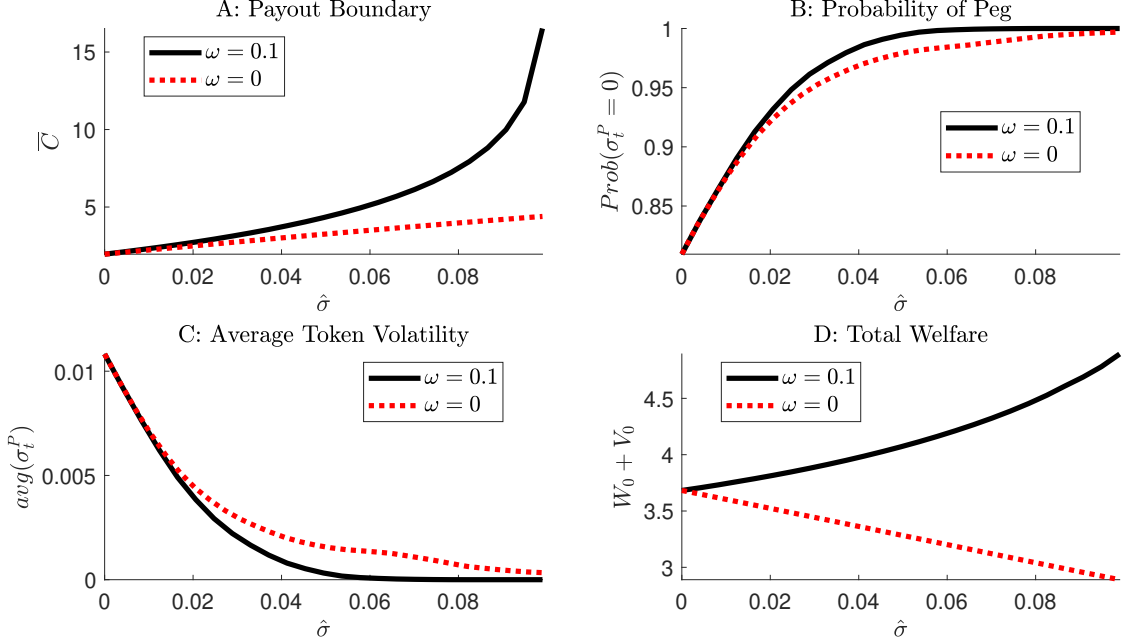 A: Payout Boundary
15
10
5
C̅
ω = 0.1
ω = 0
0
0.02
0.04
0.06
0.08
σ̂
B: Probability of Peg
1
0.95
0.9
0.85
Prob(σₜᴾ = 0)
ω = 0.1
ω = 0
0
0.02
0.04
0.06
0.08
σ̂
C: Average Token Volatility
0.01
0.005
0
avg(σₜᴾ)
ω = 0.1
ω = 0
0
0.02
0.04
0.06
0.08
σ̂
D: Total Welfare
4.5
4
3.5
3
W₀ + V₀
ω = 0.1
ω = 0
0
0.02
0.04
0.06
0.08
σ̂